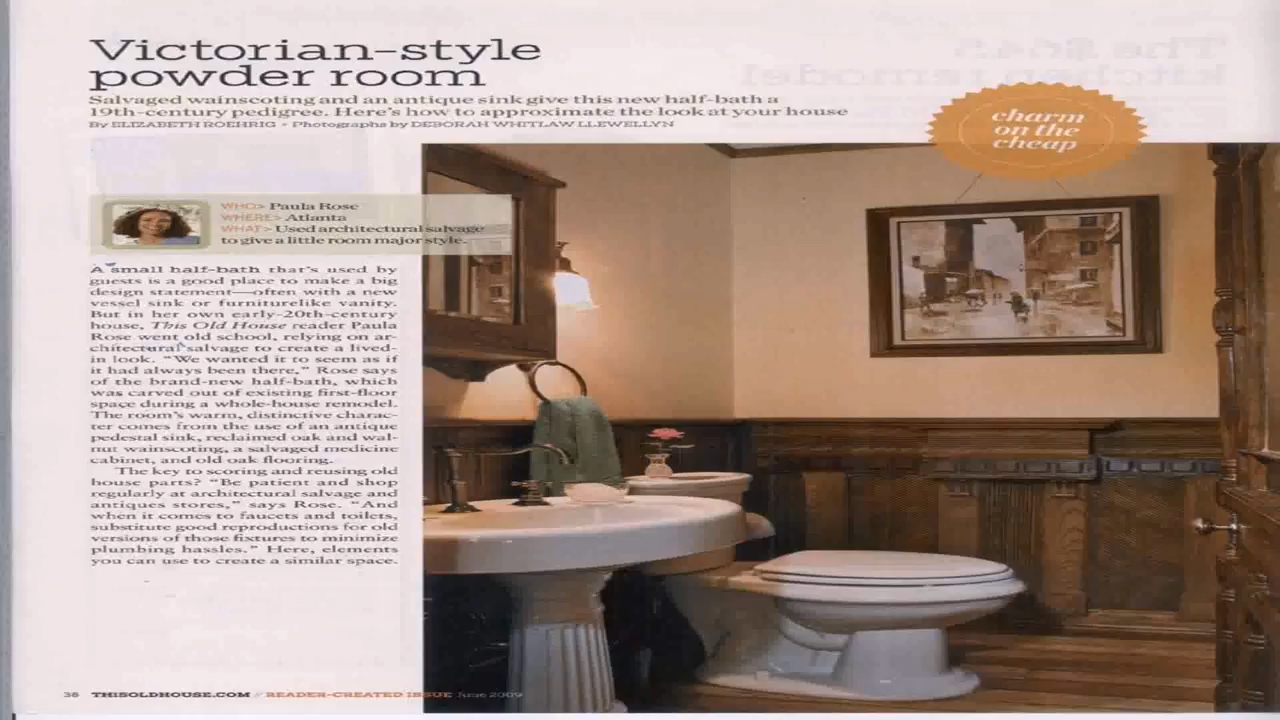 Victorian-style
powder room
Salvaged wainscoting and an antique sink give this new half-bath a
19th-century pedigree. Here's how to approximate the look at your house
By ELIZABETH ROEHRIG • Photographs by DEBORAH WHITLAW LLEWELLYN
charm
on the
cheap
WHO> Paula Rose
WHERE> Atlanta
WHAT> Used architectural salvage
to give a little room major style.
A small half-bath that's used by
guests is a good place to make a big
design statement—often with a new
vessel sink or furniturelike vanity.
But in her own early-20th-century
house, This Old House reader Paula
Rose went old school, relying on ar-
chitectural salvage to create a lived-
in look. "We wanted it to seem as if
it had always been there," Rose says
of the brand-new half-bath, which
was carved out of existing first-floor
space during a whole-house remodel.
The room's warm, distinctive charac-
ter comes from the use of an antique
pedestal sink, reclaimed oak and wal-
nut wainscoting, a salvaged medicine
cabinet, and old oak flooring.
The key to scoring and reusing old
house parts? "Be patient and shop
regularly at architectural salvage and
antiques stores," says Rose. "And
when it comes to faucets and toilets,
substitute good reproductions for old
versions of those fixtures to minimize
plumbing hassles." Here, elements
you can use to create a similar space.
38 THISOLDHOUSE.COM // READER-CREATED ISSUE June 2009